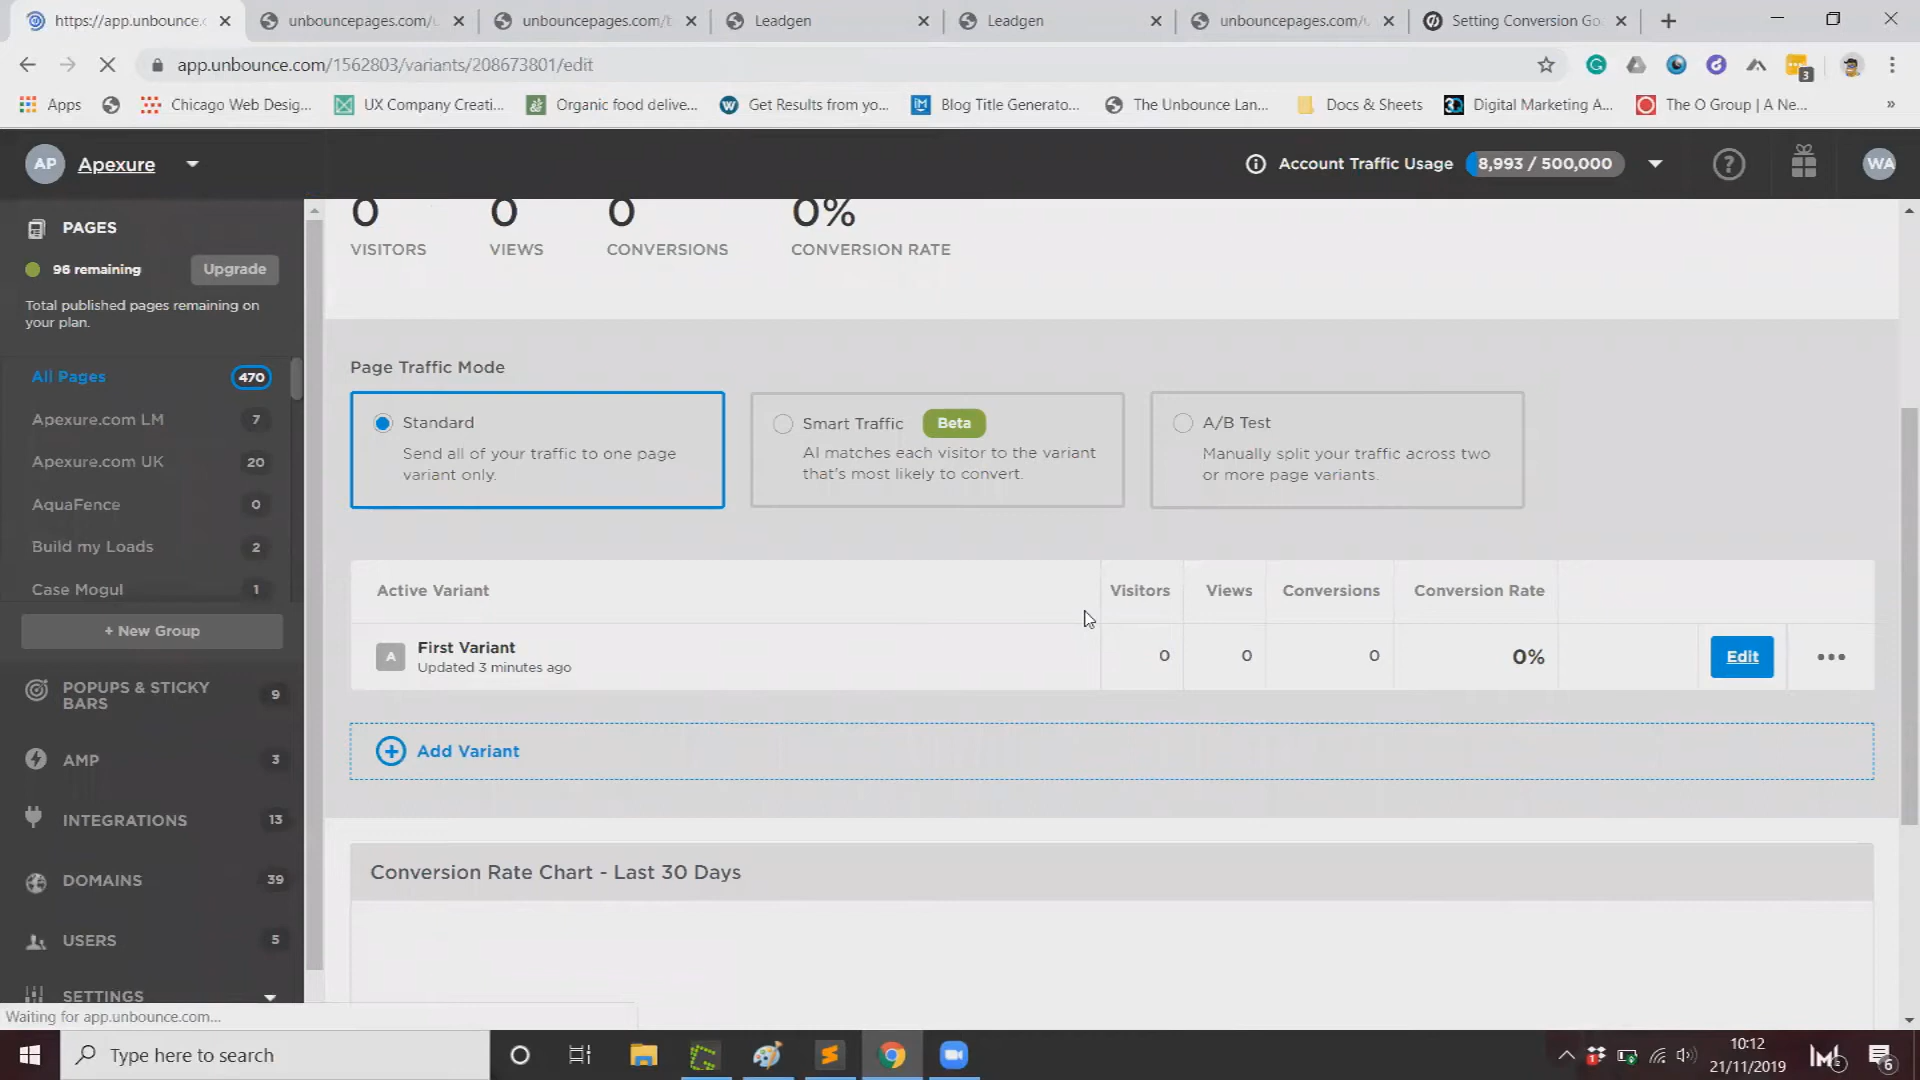 https://app.unbounce.c
unbouncepages.com/u
unbouncepages.com/b
Leadgen
Leadgen
unbouncepages.com/u
Setting Conversion Go
app.unbounce.com/1562803/variants/208673801/edit
3
Apps
Chicago Web Desig...
UX Company Creati...
Organic food delive...
Get Results from yo...
Blog Title Generato...
The Unbounce Lan...
Docs & Sheets
Digital Marketing A...
The O Group | A Ne...
»
AP
Apexure
Account Traffic Usage
8,993 / 500,000
?
WA
PAGES
96 remaining
Upgrade
Total published pages remaining on
your plan.
All Pages
470
Apexure.com LM
7
Apexure.com UK
20
AquaFence
0
Build my Loads
2
Case Mogul
1
+ New Group
POPUPS & STICKY
BARS
9
AMP
3
INTEGRATIONS
13
DOMAINS
39
USERS
5
SETTINGS
0
VISITORS
0
VIEWS
0
CONVERSIONS
0%
CONVERSION RATE
Page Traffic Mode
Standard
Send all of your traffic to one page
variant only.
Smart Traffic
Beta
AI matches each visitor to the variant
that's most likely to convert.
A/B Test
Manually split your traffic across two
or more page variants.
Active Variant
Visitors
Views
Conversions
Conversion Rate
A
First Variant
Updated 3 minutes ago
0
0
0
0%
Edit
Add Variant
Conversion Rate Chart - Last 30 Days
Waiting for app.unbounce.com...
Type here to search
10:12
21/11/2019
6